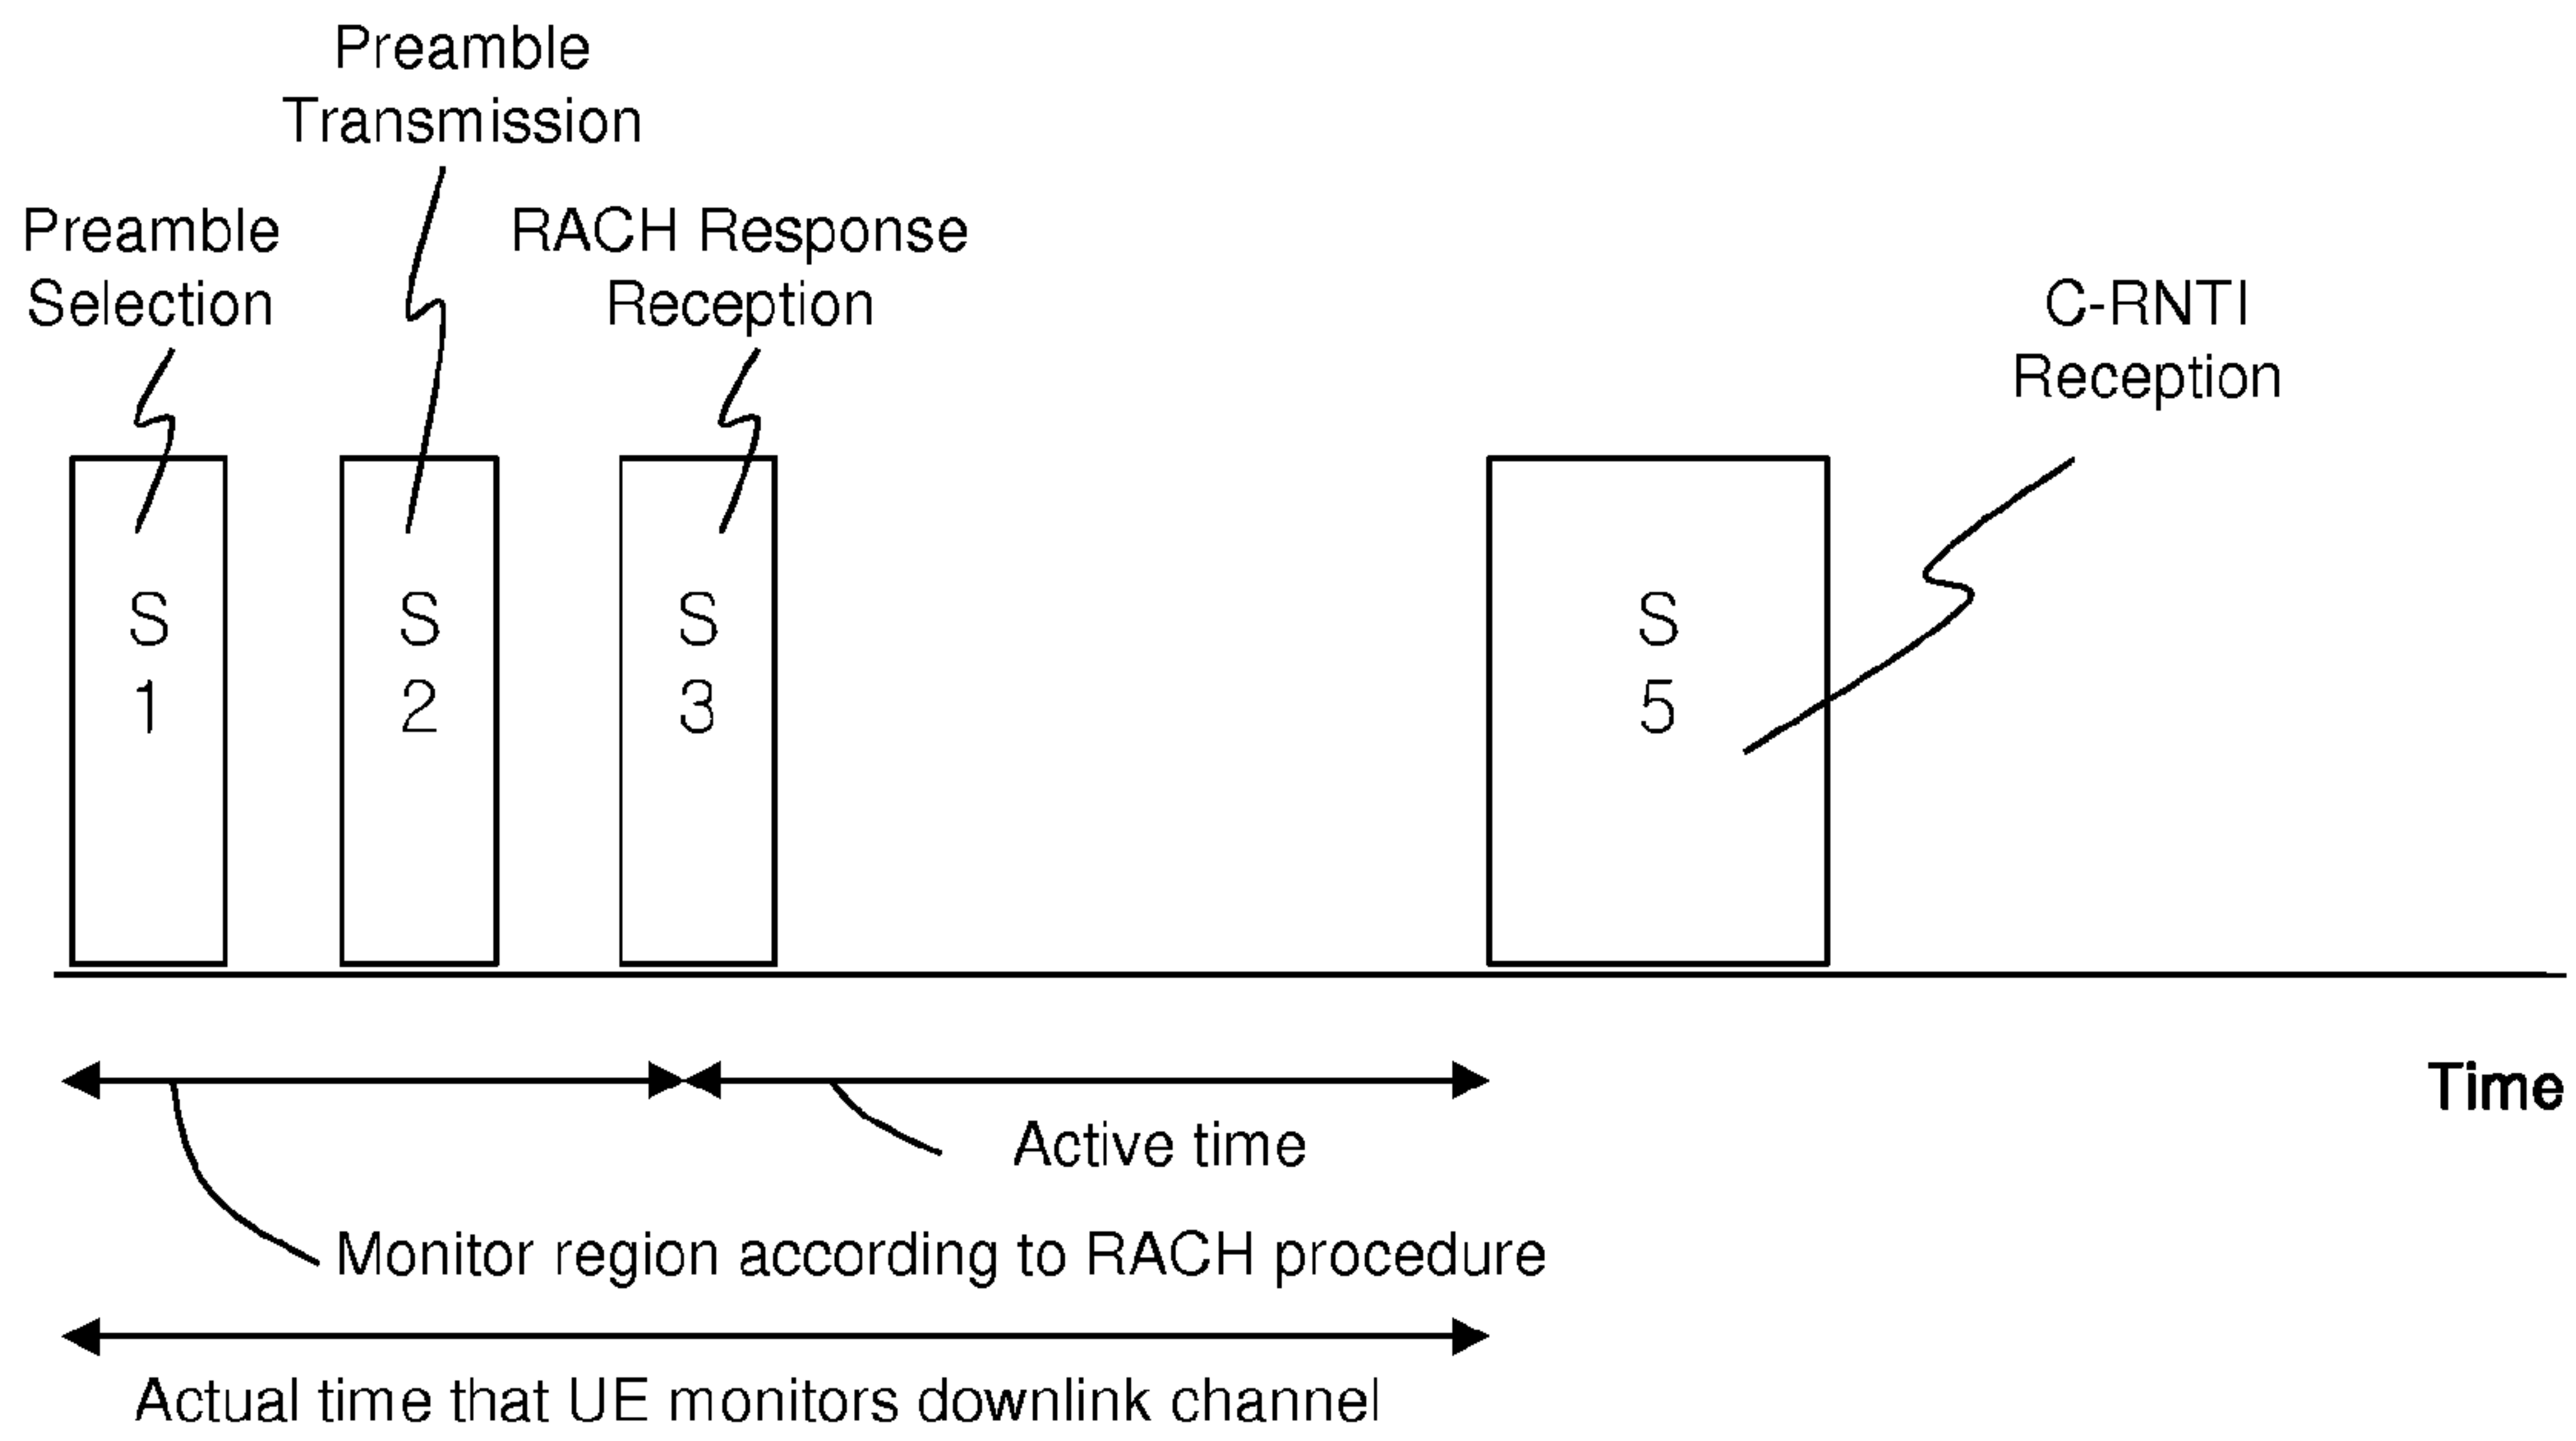 Preamble
Transmission
Preamble
Selection
RACH Response
Reception
C-RNTI
Reception
S
1
S
2
S
3
S
5
Time
Active time
Monitor region according to RACH procedure
Actual time that UE monitors downlink channel